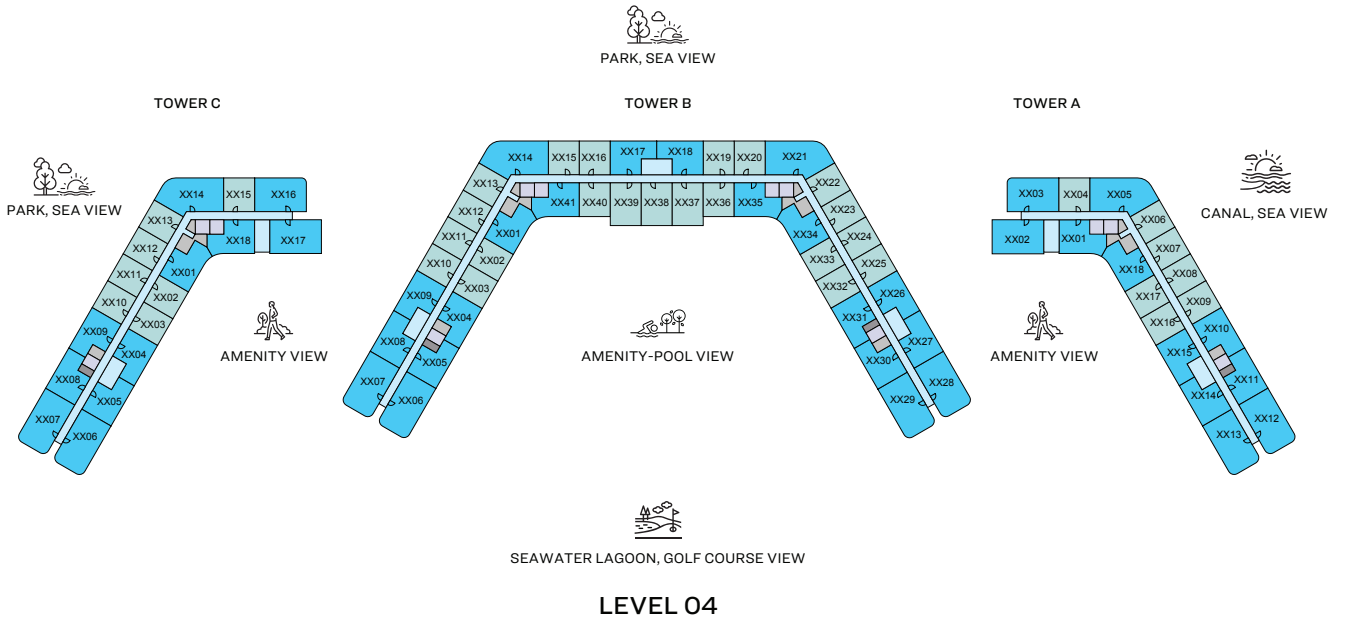 PARK, SEA VIEW
TOWER C
TOWER B
TOWER A
PARK, SEA VIEW
CANAL, SEA VIEW
XX14
XX15
XX16
XX13
XX12
XX11
XX10
XX09
XX08
XX07
XX18
XX17
XX01
XX02
XX03
XX04
XX05
XX06
XX14
XX15
XX16
XX17
XX18
XX19
XX20
XX21
XX13
XX12
XX11
XX10
XX09
XX08
XX07
XX41
XX40
XX39
XX38
XX37
XX36
XX35
XX01
XX02
XX03
XX04
XX05
XX06
XX22
XX23
XX24
XX25
XX26
XX27
XX28
XX34
XX33
XX32
XX31
XX30
XX29
XX03
XX04
XX05
XX02
XX01
XX06
XX07
XX08
XX09
XX10
XX11
XX12
XX18
XX17
XX16
XX15
XX14
XX13
AMENITY VIEW
AMENITY-POOL VIEW
AMENITY VIEW
SEAWATER LAGOON, GOLF COURSE VIEW
LEVEL 04